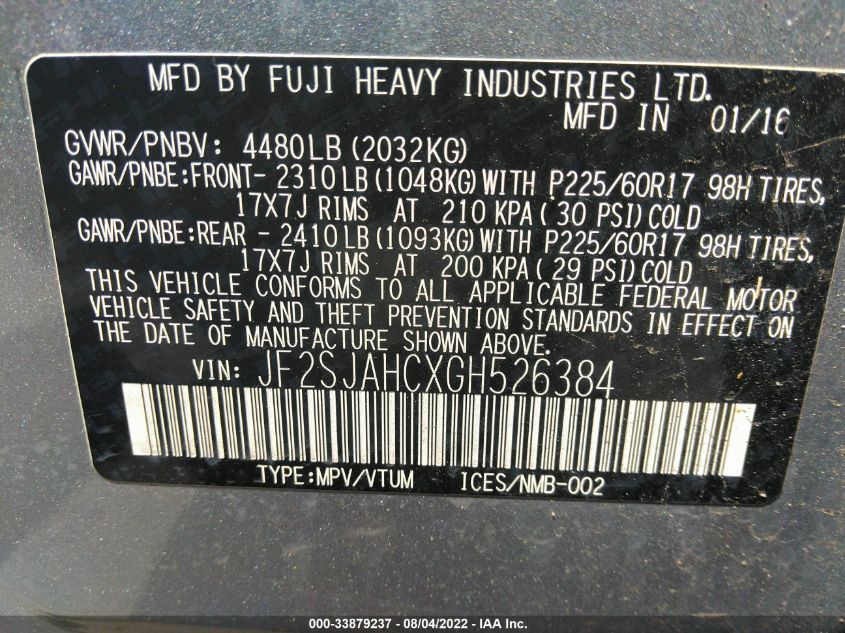 MFD BY FUJI HEAVY INDUSTRIES LTD.
MFD IN 01/16
GVWR/PNBV: 4480LB (2032KG)
GAWR/PNBE:FRONT- 2310LB (1048KG) WITH P225/60R17 98H TIRES,
17X7J RIMS AT 210 KPA ( 30 PSI) COLD
GAWR/PNBE:REAR - 2410LB (1093KG) WITH P225/60R17 98H TIRES,
17X7J RIMS AT 200 KPA ( 29 PSI) COLD
THIS VEHICLE CONFORMS TO ALL APPLICABLE FEDERAL MOTOR
VEHICLE SAFETY AND THEFT PREVENTION STANDARDS IN EFFECT ON
THE DATE OF MANUFACTURE SHOWN ABOVE.
VIN: JF2SJAHCXGH526384
TYPE:MPV/VTUM ICES/NMB-002
000-33879237 - 08/04/2022 - IAA Inc.